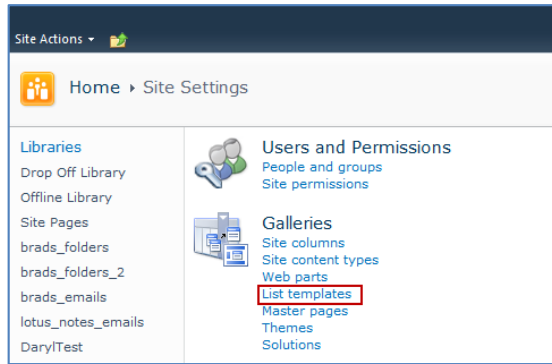 Site Actions
Home ▸ Site Settings
Libraries
Drop Off Library
Offline Library
Site Pages
brads_folders
brads_folders_2
brads_emails
lotus_notes_emails
DarylTest
Users and Permissions
People and groups
Site permissions
Galleries
Site columns
Site content types
Web parts
List templates
Master pages
Themes
Solutions